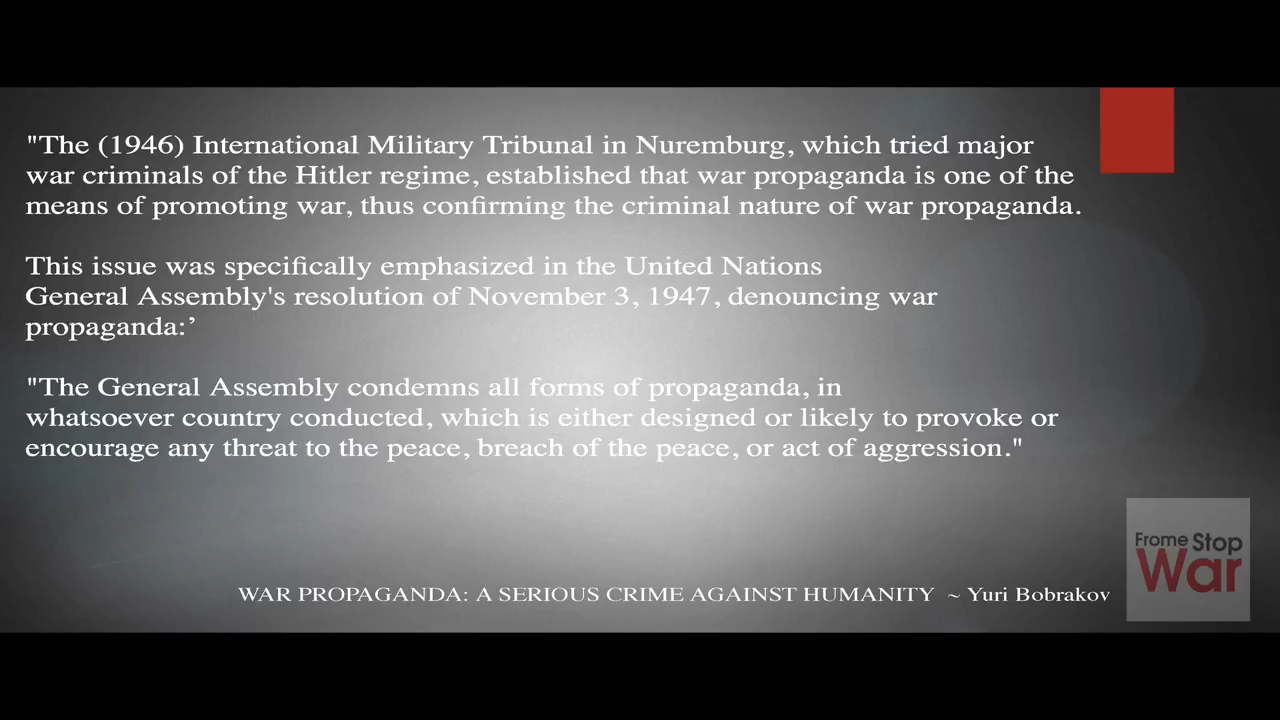 "The (1946) International Military Tribunal in Nuremburg, which tried major
war criminals of the Hitler regime, established that war propaganda is one of the
means of promoting war, thus confirming the criminal nature of war propaganda.
This issue was specifically emphasized in the United Nations
General Assembly's resolution of November 3, 1947, denouncing war
propaganda:’
"The General Assembly condemns all forms of propaganda, in
whatsoever country conducted, which is either designed or likely to provoke or
encourage any threat to the peace, breach of the peace, or act of aggression."
Frome Stop
War
WAR PROPAGANDA: A SERIOUS CRIME AGAINST HUMANITY ~ Yuri Bobrakov